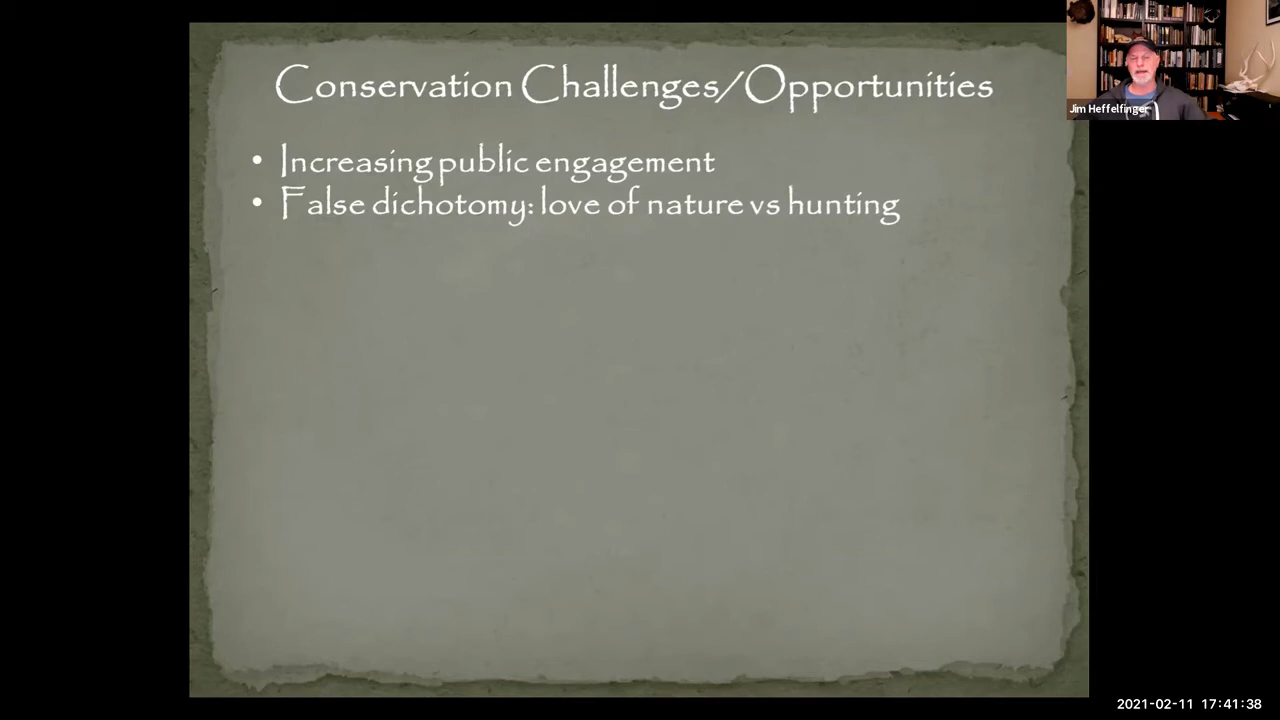 Conservation Challenges/Opportunities
• Increasing public engagement
• False dichotomy: love of nature vs hunting
Jim Heffelfinger
2021-02-11 17:41:38